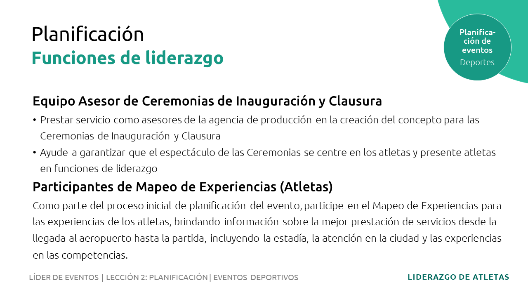 Planificación
Funciones de liderazgo
Planifica-
ción de
eventos
Deportes
Equipo Asesor de Ceremonias de Inauguración y Clausura
• Prestar servicio como asesores de la agencia de producción en la creación del concepto para las
Ceremonias de Inauguración y Clausura
• Ayude a garantizar que el espectáculo de las Ceremonias se centre en los atletas y presente atletas
en funciones de liderazgo
Participantes de Mapeo de Experiencias (Atletas)
Como parte del proceso inicial de planificación del evento, participe en el Mapeo de Experiencias para
las experiencias de los atletas, brindando información sobre la mejor prestación de servicios desde la
llegada al aeropuerto hasta la partida, incluyendo la estadía, la atención en la ciudad y las experiencias
en las competencias.
LÍDER DE EVENTOS | LECCIÓN 2: PLANIFICACIÓN | EVENTOS DEPORTIVOS
LIDERAZGO DE ATLETAS